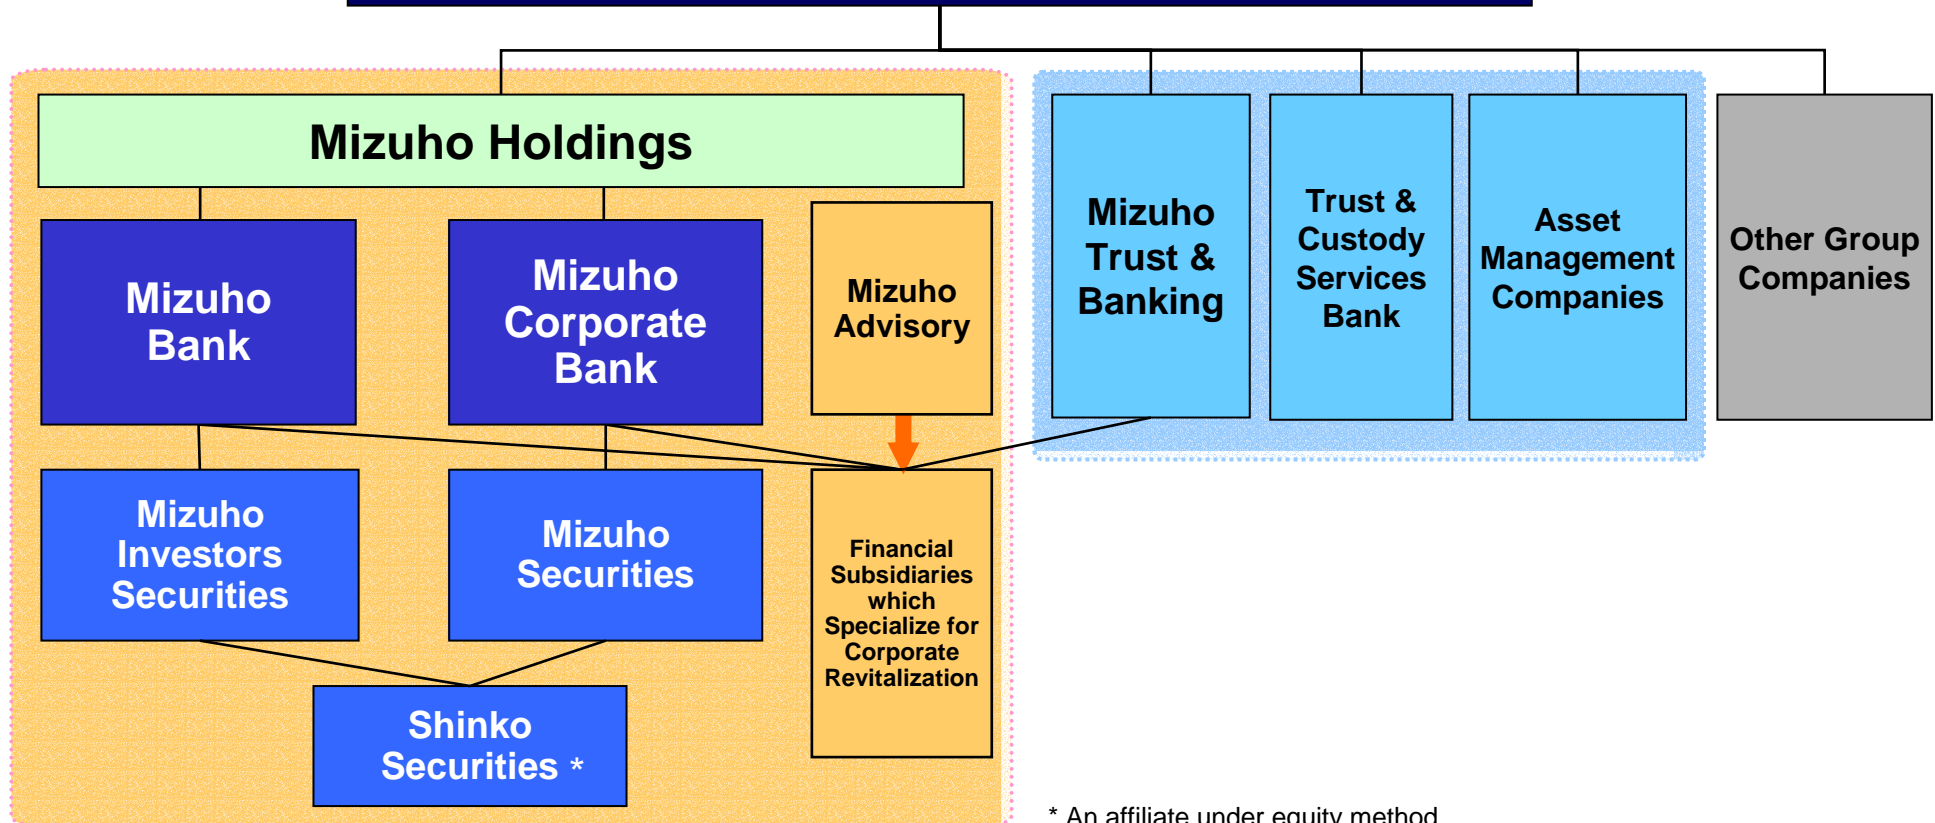 Mizuho Holdings
Mizuho
Bank
Mizuho
Corporate
Bank
Mizuho
Advisory
Mizuho
Trust &
Banking
Trust &
Custody
Services
Bank
Asset
Management
Companies
Other Group
Companies
Mizuho
Investors
Securities
Mizuho
Securities
Financial
Subsidiaries
which
Specialize for
Corporate
Revitalization
Shinko
Securities *
* An affiliate under equity method